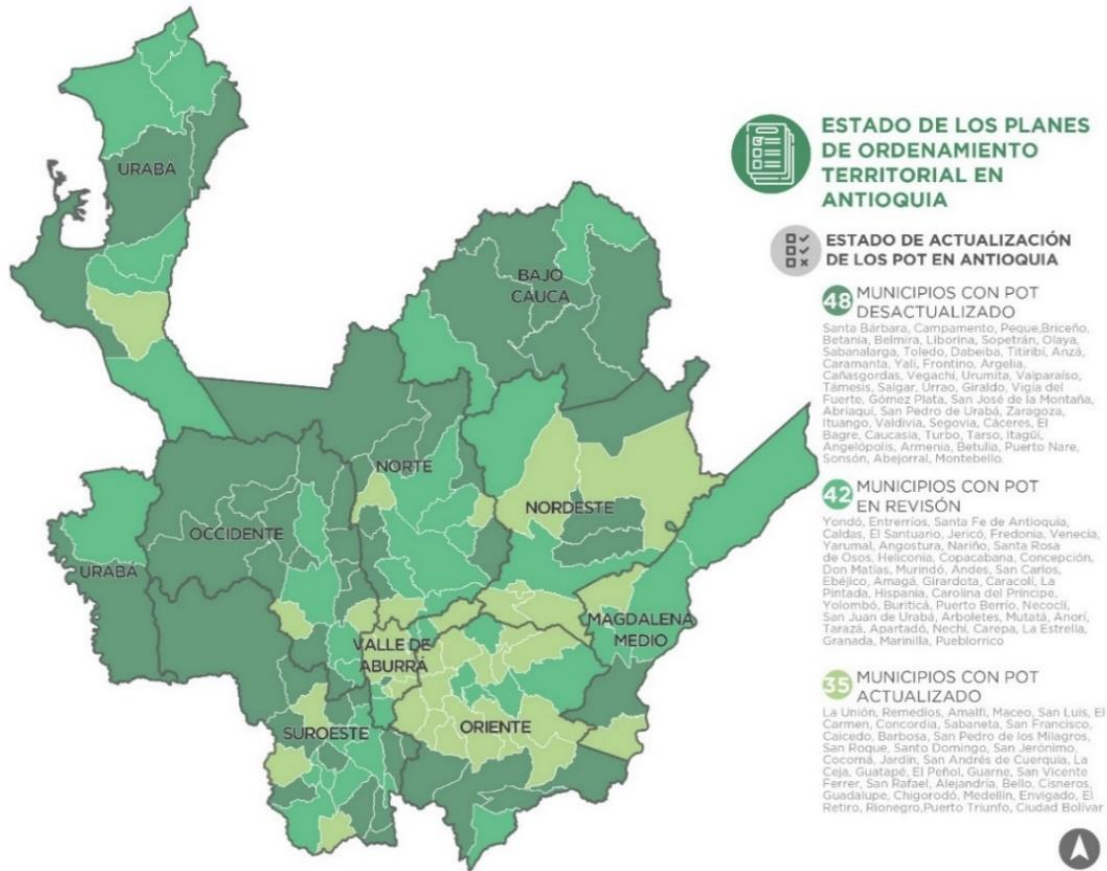 URABÁ
BAJO
CAUCA
NORTE
NORDESTE
OCCIDENTE
URABÁ
MAGDALENA
MEDIO
VALLE DE
ABURRÁ
SUROESTE
ORIENTE
ESTADO DE LOS PLANES
DE ORDENAMIENTO
TERRITORIAL EN
ANTIOQUIA
ESTADO DE ACTUALIZACIÓN
DE LOS POT EN ANTIOQUIA
48 MUNICIPIOS CON POT
DESACTUALIZADO
Santa Bárbara, Campamento, Peque,Briceño,
Betania, Belmira, Liborina, Sopetrán, Olaya,
Sabanalarga, Toledo, Dabeiba, Titiribí, Anzá,
Caramanta, Yalí, Frontino, Argelia,
Cañasgordas, Vegachí, Urumita, Valparaíso,
Támesis, Salgar, Urrao, Giraldo, Vigía del
Fuerte, Gómez Plata, San José de la Montaña,
Abriaquí, San Pedro de Urabá, Zaragoza,
Ituango, Valdivia, Segovia, Cáceres, El
Bagre, Caucasia, Turbo, Tarso, Itagüí,
Angelópolis, Armenia, Betulia, Puerto Nare,
Sonsón, Abejorral, Montebello.
42 MUNICIPIOS CON POT
EN REVISÓN
Yondó, Entrerríos, Santa Fe de Antioquia,
Caldas, El Santuario, Jericó, Fredonia, Venecia,
Yarumal, Angostura, Nariño, Santa Rosa
de Osos, Heliconia, Copacabana, Concepción,
Don Matías, Murindó, Andes, San Carlos,
Ebéjico, Amagá, Girardota, Caracolí, La
Pintada, Hispania, Carolina del Príncipe,
Yolombó, Buriticá, Puerto Berrío, Necoclí,
San Juan de Urabá, Arboletes, Mutatá, Anorí,
Tarazá, Apartadó, Nechí, Carepa, La Estrella,
Granada, Marinilla, Pueblorrico
35 MUNICIPIOS CON POT
ACTUALIZADO
La Unión, Remedios, Amalfi, Maceo, San Luis, El
Carmen, Concordia, Sabaneta, San Francisco,
Caicedo, Barbosa, San Pedro de los Milagros,
San Roque, Santo Domingo, San Jerónimo,
Cocorná, Jardín, San Andrés de Cuerquia, La
Ceja, Guatapé, El Peñol, Guarne, San Vicente
Ferrer, San Rafael, Alejandría, Bello, Cisneros,
Guadalupe, Chigorodó, Medellín, Envigado, El
Retiro, Rionegro,Puerto Triunfo, Ciudad Bolívar